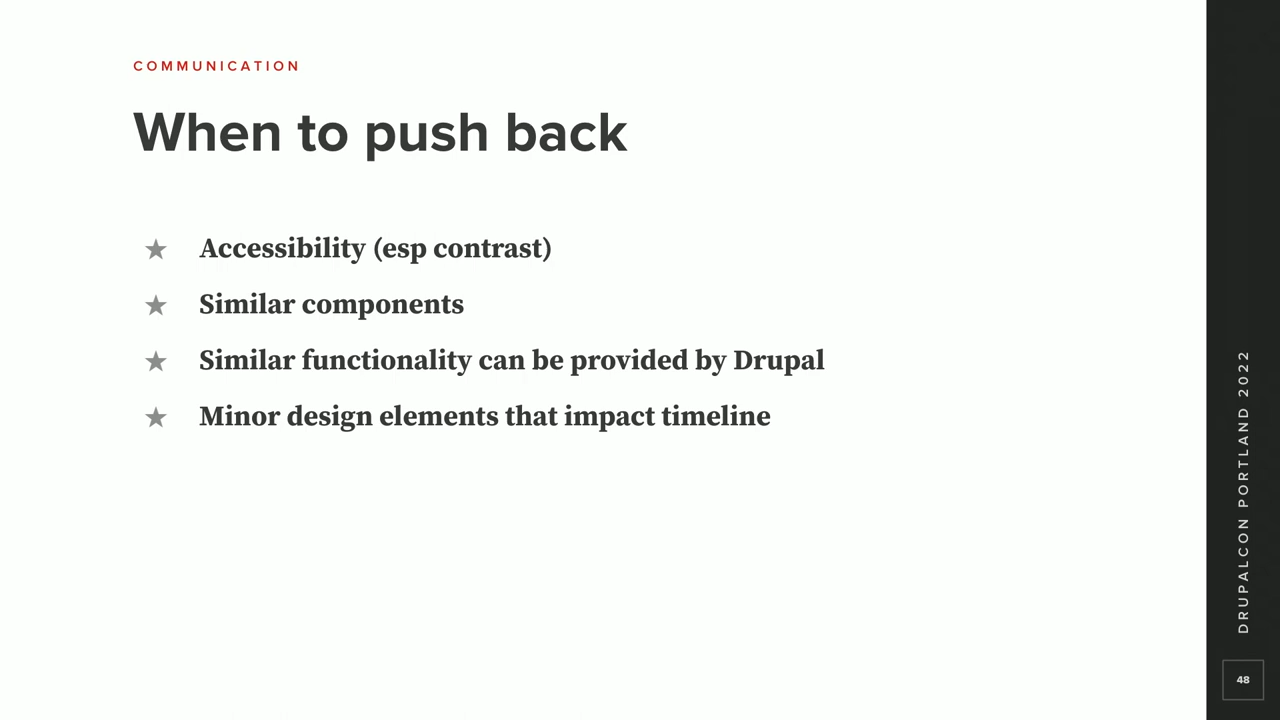 COMMUNICATION
When to push back
★ Accessibility (esp contrast)
★ Similar components
★ Similar functionality can be provided by Drupal
★ Minor design elements that impact timeline
DRUPALCON PORTLAND 2022
48